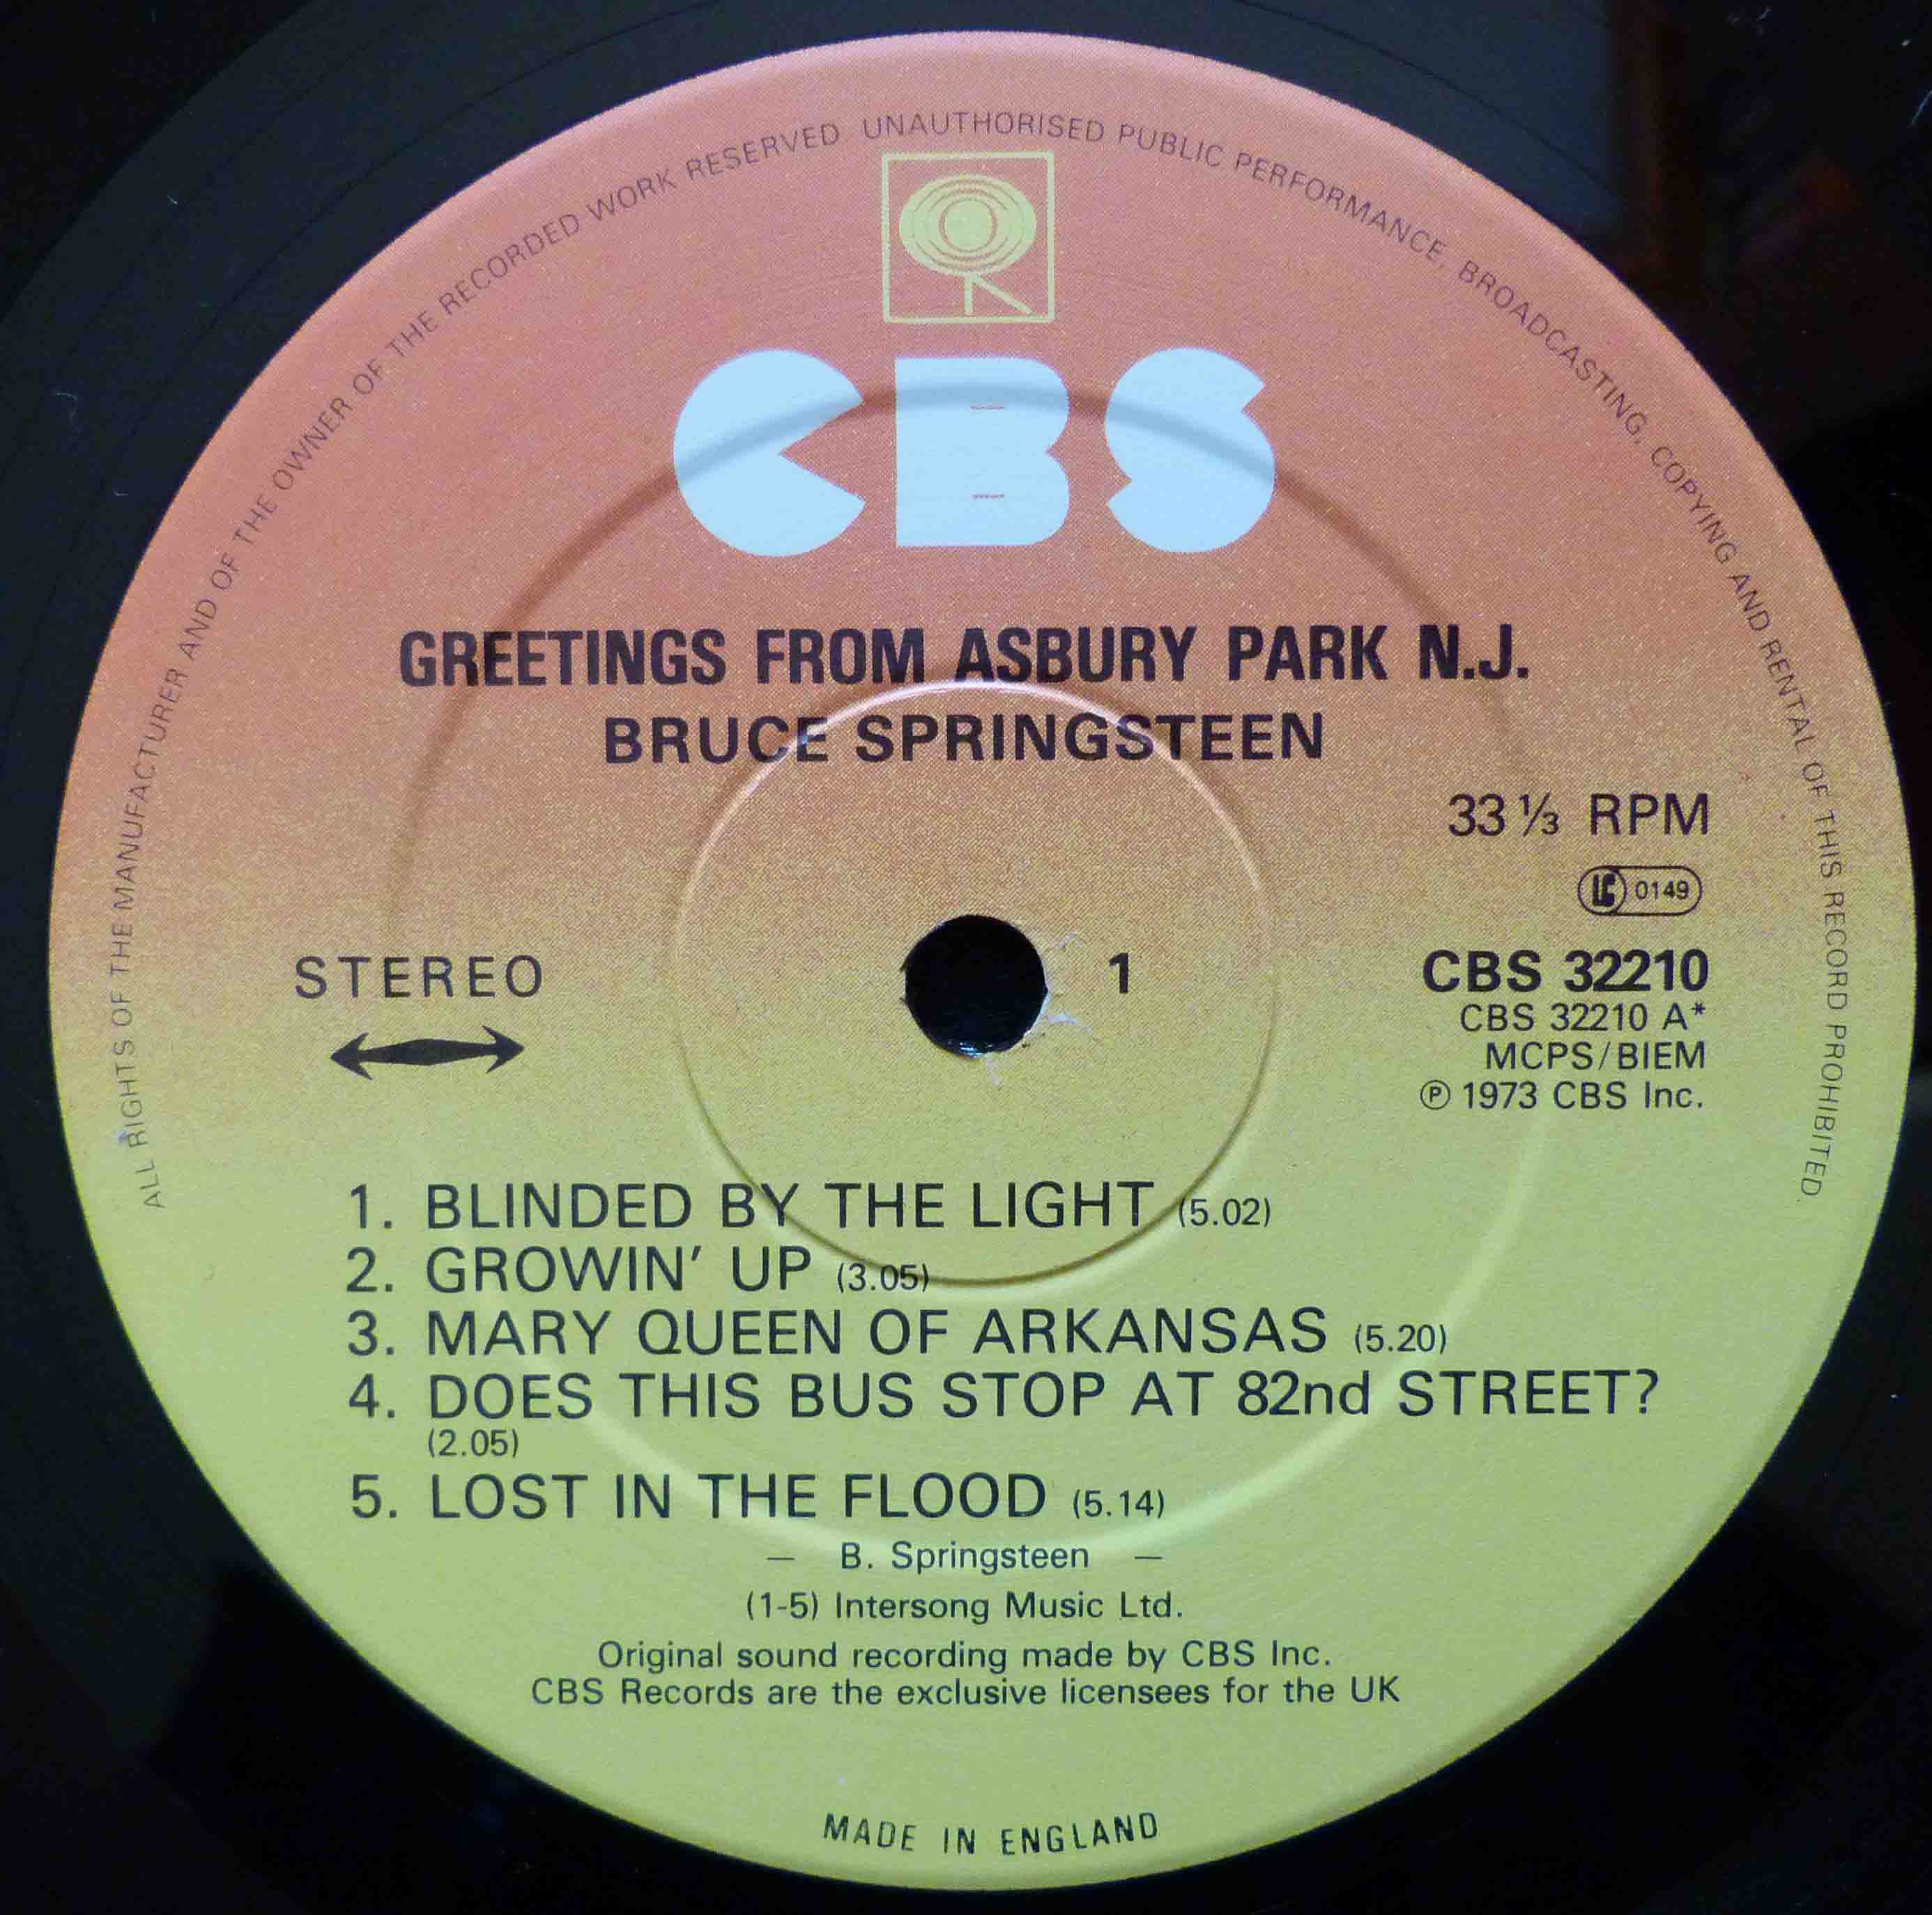 ALL RIGHTS OF THE MANUFACTURER AND OF THE OWNER OF THE RECORDED WORK RESERVED UNAUTHORISED PUBLIC PERFORMANCE, BROADCASTING, COPYING AND RENTAL OF THIS RECORD PROHIBITED.
CBS
GREETINGS FROM ASBURY PARK N.J.
BRUCE SPRINGSTEEN
33 ⅓ RPM
LC 0149
STEREO
1
CBS 32210
CBS 32210 A*
MCPS/BIEM
℗ 1973 CBS Inc.
1. BLINDED BY THE LIGHT (5.02)
2. GROWIN' UP (3.05)
3. MARY QUEEN OF ARKANSAS (5.20)
4. DOES THIS BUS STOP AT 82nd STREET?
(2.05)
5. LOST IN THE FLOOD (5.14)
— B. Springsteen —
(1-5) Intersong Music Ltd.
Original sound recording made by CBS Inc.
CBS Records are the exclusive licensees for the UK
MADE IN ENGLAND